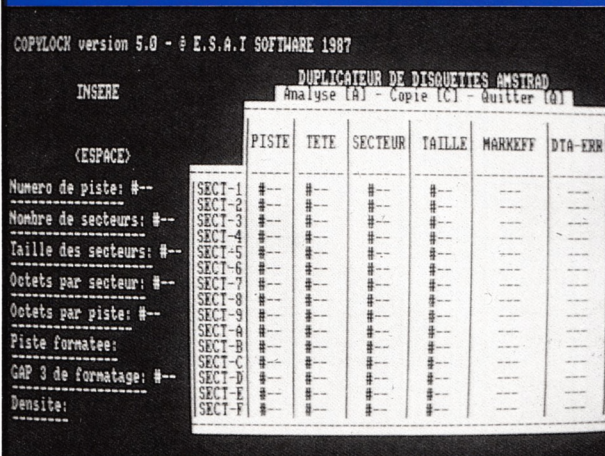 COPYLOCK version 5.0 - @ E.S.A.I SOFTWARE 1987
DUPLICATEUR DE DISQUETTES AMSTRAD
INSERE
Analyse [A] - Copie [C] - Quitter [Q]
<ESPACE>
PISTE TETE SECTEUR TAILLE MARKEFF DTA-ERR
Numero de piste: #--
Nombre de secteurs: #--
Taille des secteurs: #--
Octets par secteur: #--
Octets par piste: #--
Piste formatee:
GAP 3 de formatage: #--
Densite:
SECT-1 #-- #-- #-- #-- --- ---
SECT-2 #-- #-- #-- #-- --- ---
SECT-3 #-- #-- #-- #-- --- ---
SECT-4 #-- #-- #-- #-- --- ---
SECT-5 #-- #-- #-- #-- --- ---
SECT-6 #-- #-- #-- #-- --- ---
SECT-7 #-- #-- #-- #-- --- ---
SECT-8 #-- #-- #-- #-- --- ---
SECT-9 #-- #-- #-- #-- --- ---
SECT-A #-- #-- #-- #-- --- ---
SECT-B #-- #-- #-- #-- --- ---
SECT-C #-- #-- #-- #-- --- ---
SECT-D #-- #-- #-- #-- --- ---
SECT-E #-- #-- #-- #-- --- ---
SECT-F #-- #-- #-- #-- --- ---